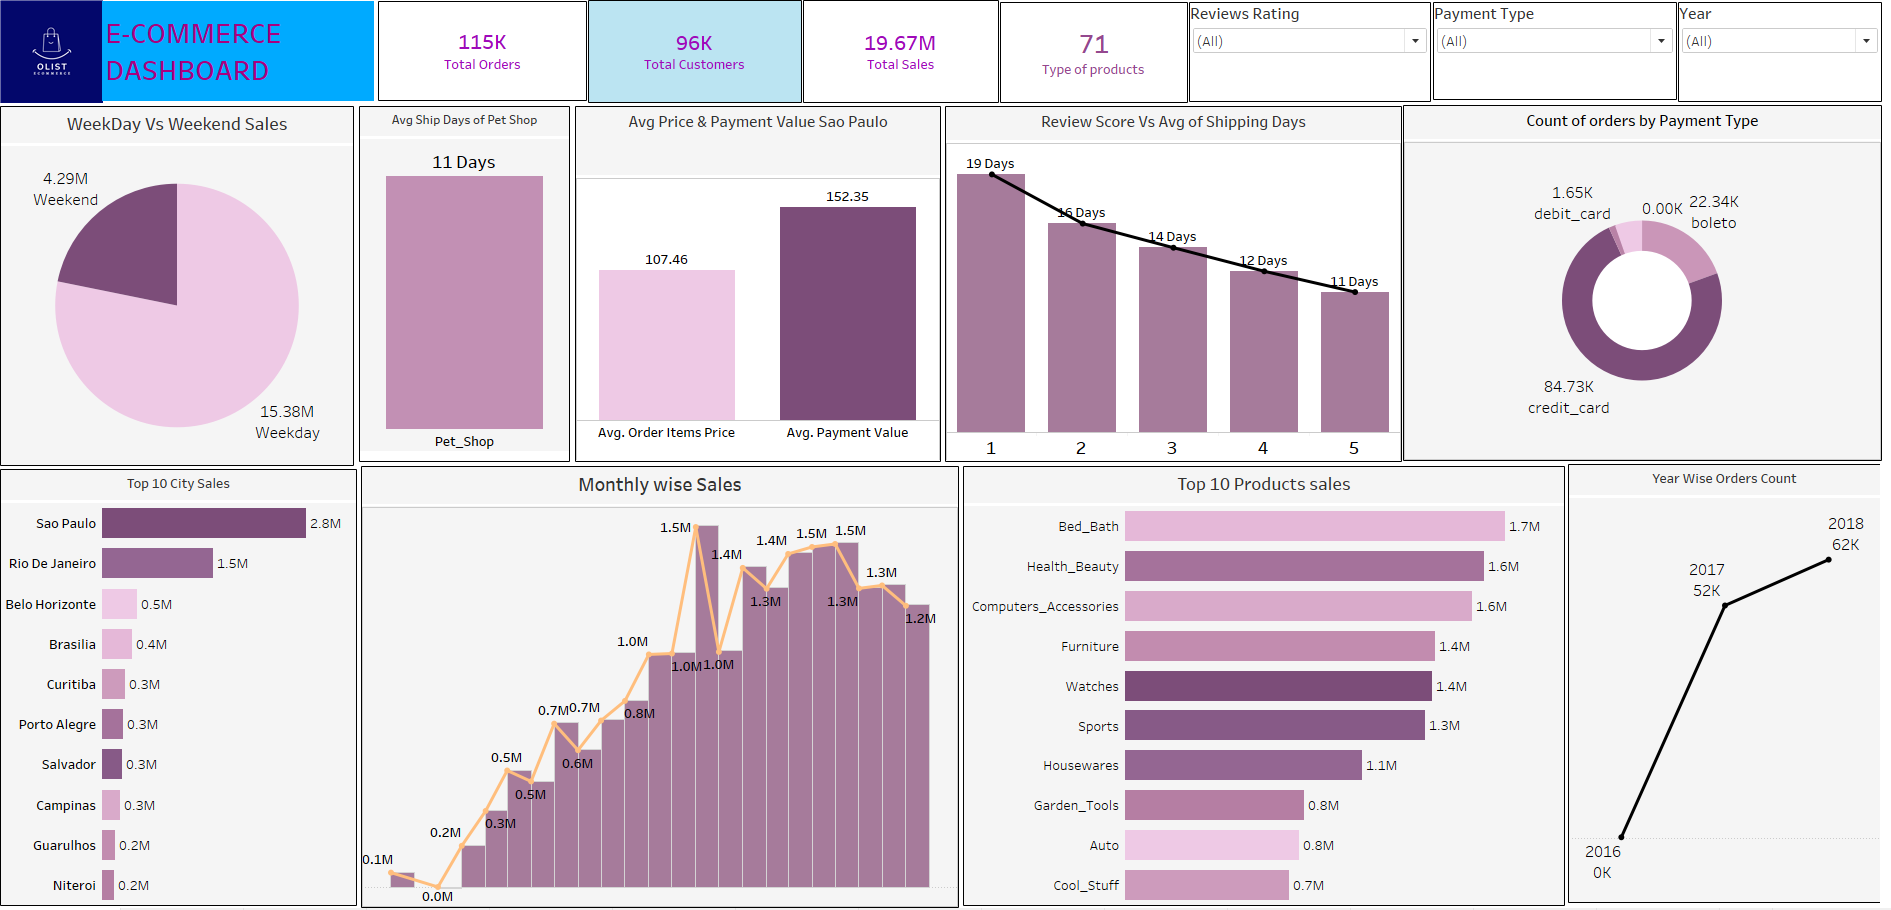 OLIST
ECOMMERCE
E-COMMERCE
DASHBOARD
115K
Total Orders
96K
Total Customers
19.67M
Total Sales
71
Type of products
Reviews Rating
(All)
Payment Type
(All)
Year
(All)
WeekDay Vs Weekend Sales
4.29M
Weekend
15.38M
Weekday
Avg Ship Days of Pet Shop
11 Days
Pet_Shop
Avg Price & Payment Value Sao Paulo
107.46
152.35
Avg. Order Items Price
Avg. Payment Value
Review Score Vs Avg of Shipping Days
19 Days
16 Days
14 Days
12 Days
11 Days
1
2
3
4
5
Count of orders by Payment Type
1.65K
debit_card
0.00K
22.34K
boleto
84.73K
credit_card
Top 10 City Sales
Sao Paulo 2.8M
Rio De Janeiro 1.5M
Belo Horizonte 0.5M
Brasilia 0.4M
Curitiba 0.3M
Porto Alegre 0.3M
Salvador 0.3M
Campinas 0.3M
Guarulhos 0.2M
Niteroi 0.2M
Monthly wise Sales
0.1M
0.0M
0.2M
0.3M
0.5M
0.5M
0.7M
0.6M
0.7M
0.8M
1.0M
1.0M
1.5M
1.0M
1.4M
1.3M
1.4M
1.5M
1.5M
1.3M
1.3M
1.2M
Top 10 Products sales
Bed_Bath 1.7M
Health_Beauty 1.6M
Computers_Accessories 1.6M
Furniture 1.4M
Watches 1.4M
Sports 1.3M
Housewares 1.1M
Garden_Tools 0.8M
Auto 0.8M
Cool_Stuff 0.7M
Year Wise Orders Count
2018
62K
2017
52K
2016
0K